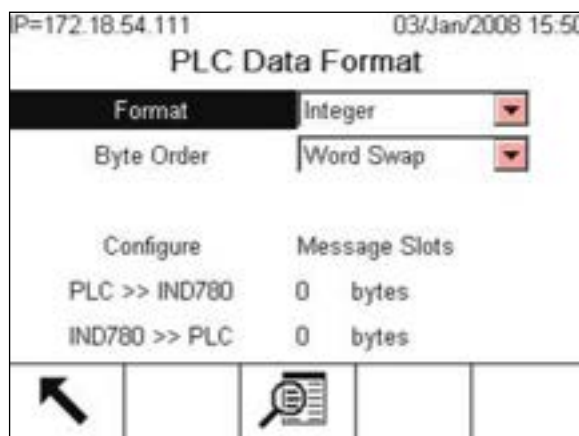 IP=172.18.54.111 03/Jan/2008 15:50
PLC Data Format
Format Integer
Byte Order Word Swap
Configure Message Slots
PLC >> IND780 0 bytes
IND780 >> PLC 0 bytes